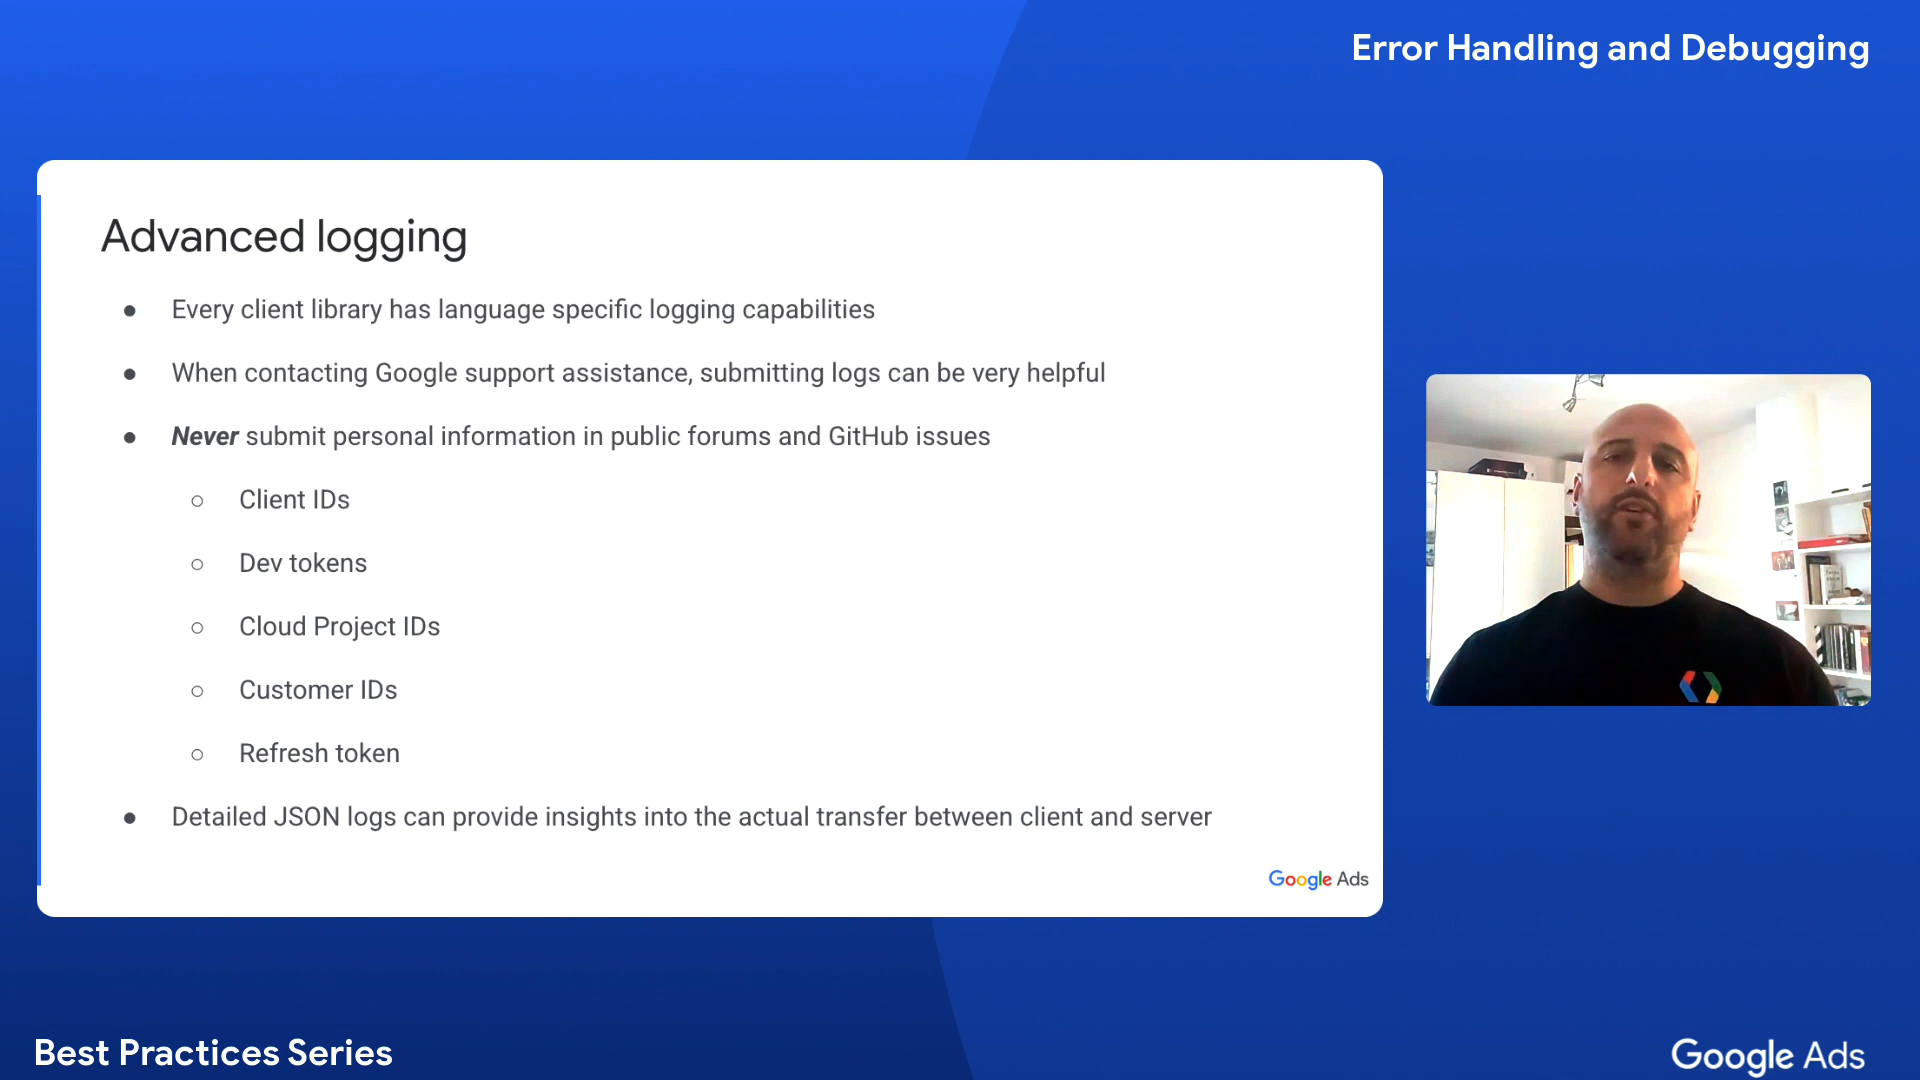 Error Handling and Debugging
Advanced logging
● Every client library has language specific logging capabilities
● When contacting Google support assistance, submitting logs can be very helpful
● Never submit personal information in public forums and GitHub issues
○ Client IDs
○ Dev tokens
○ Cloud Project IDs
○ Customer IDs
○ Refresh token
● Detailed JSON logs can provide insights into the actual transfer between client and server
Google Ads
Best Practices Series
Google Ads